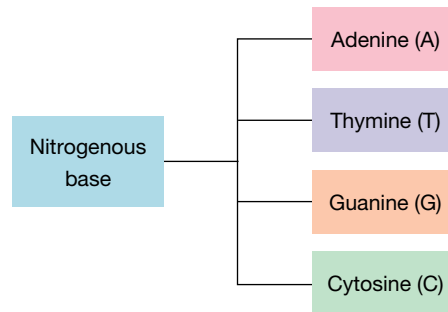 Adenine (A)
Thymine (T)
Nitrogenous
base
Guanine (G)
Cytosine (C)